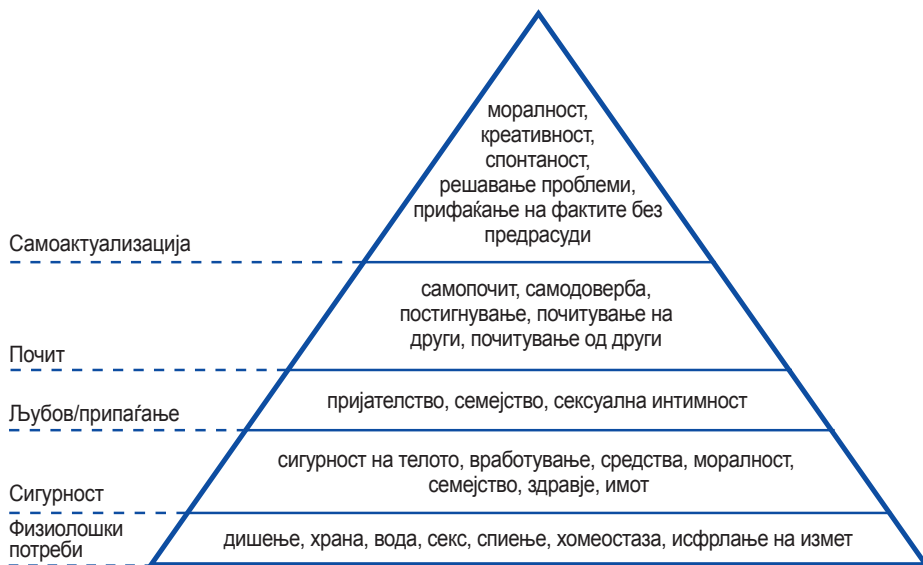 моралност,
креативност,
спонтаност,
решавање проблеми,
прифаќање на фактите без
предрасуди
Самоактуализација
самопочит, самодоверба,
постигнување, почитување на
други, почитување од други
Почит
пријателство, семејство, сексуална интимност
Љубов/припаѓање
сигурност на телото, вработување, средства, моралност,
семејство, здравје, имот
Сигурност
Физиолошки
потреби
дишење, храна, вода, секс, спиење, хомеостаза, исфрлање на измет